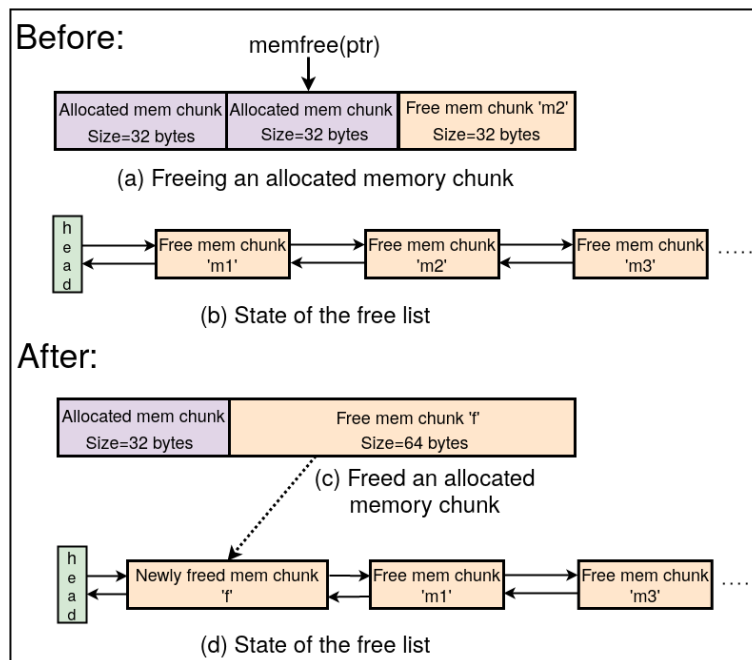 Before:
memfree(ptr)
Allocated mem chunk
Size=32 bytes
Allocated mem chunk
Size=32 bytes
Free mem chunk 'm2'
Size=32 bytes
(a) Freeing an allocated memory chunk
h
e
a
d
Free mem chunk
'm1'
Free mem chunk
'm2'
Free mem chunk
'm3'
.....
(b) State of the free list
After:
Allocated mem chunk
Size=32 bytes
Free mem chunk 'f'
Size=64 bytes
(c) Freed an allocated
memory chunk
h
e
a
d
Newly freed mem chunk
'f'
Free mem chunk
'm1'
Free mem chunk
'm3'
....
(d) State of the free list